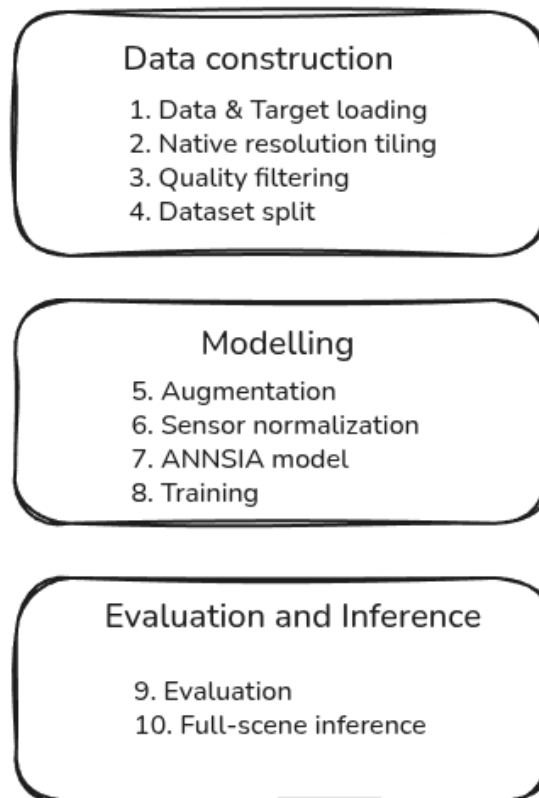 Data construction
1. Data & Target loading
2. Native resolution tiling
3. Quality filtering
4. Dataset split
Modelling
5. Augmentation
6. Sensor normalization
7. ANNSIA model
8. Training
Evaluation and Inference
9. Evaluation
10. Full-scene inference